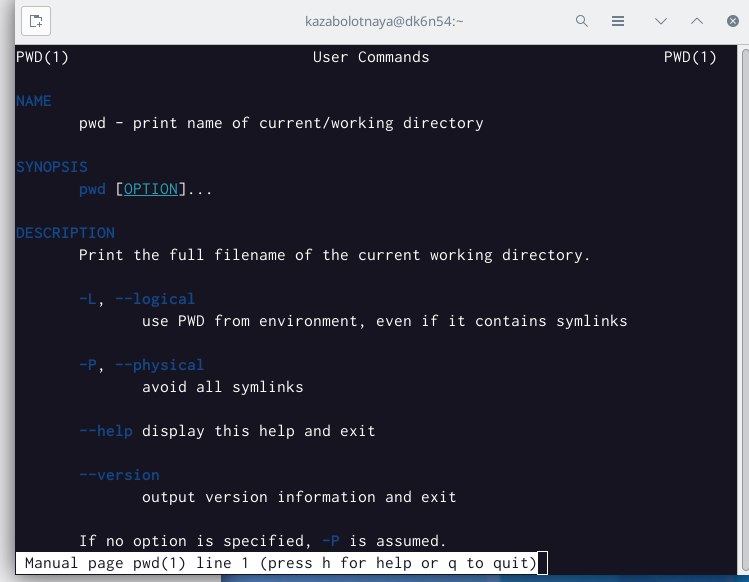 kazabolotnaya@dk6n54:~
PWD(1) User Commands PWD(1)
NAME
pwd - print name of current/working directory
SYNOPSIS
pwd [OPTION]...
DESCRIPTION
Print the full filename of the current working directory.
-L, --logical
use PWD from environment, even if it contains symlinks
-P, --physical
avoid all symlinks
--help display this help and exit
--version
output version information and exit
If no option is specified, -P is assumed.
Manual page pwd(1) line 1 (press h for help or q to quit)